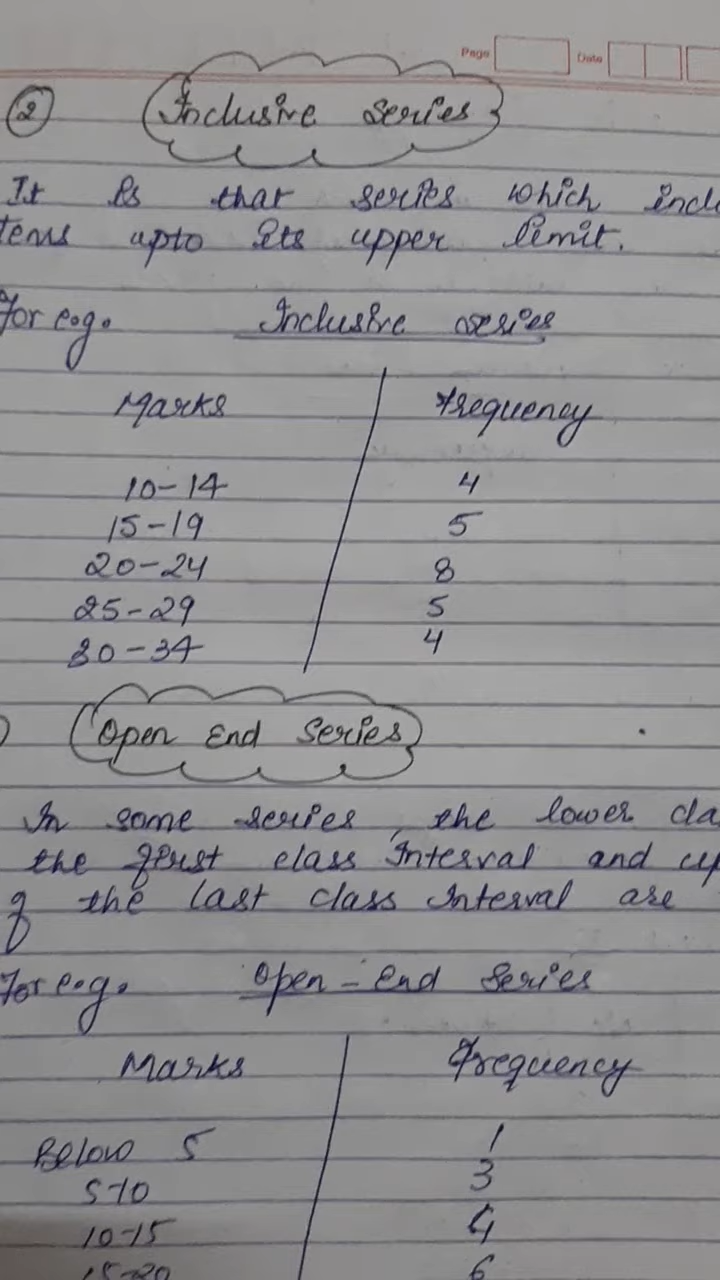 Page Date
2 Inclusive Series
It is that series which
upto its upper limit.
For e.g. Inclusive series
Marks Frequency
10-14 4
15-19 5
20-24 8
25-29 5
30-34 4
Open End Series
In some series, the lower
the first class interval and
of the last class interval are
For e.g. Open-end Series
Marks Frequency
Below 5 1
5-10 3
10-15 4
15-20 6